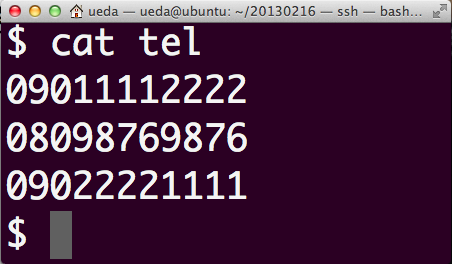 ueda — ueda@ubuntu: ~/20130216 — ssh — bash...
$ cat tel
09011112222
08098769876
09022221111
$